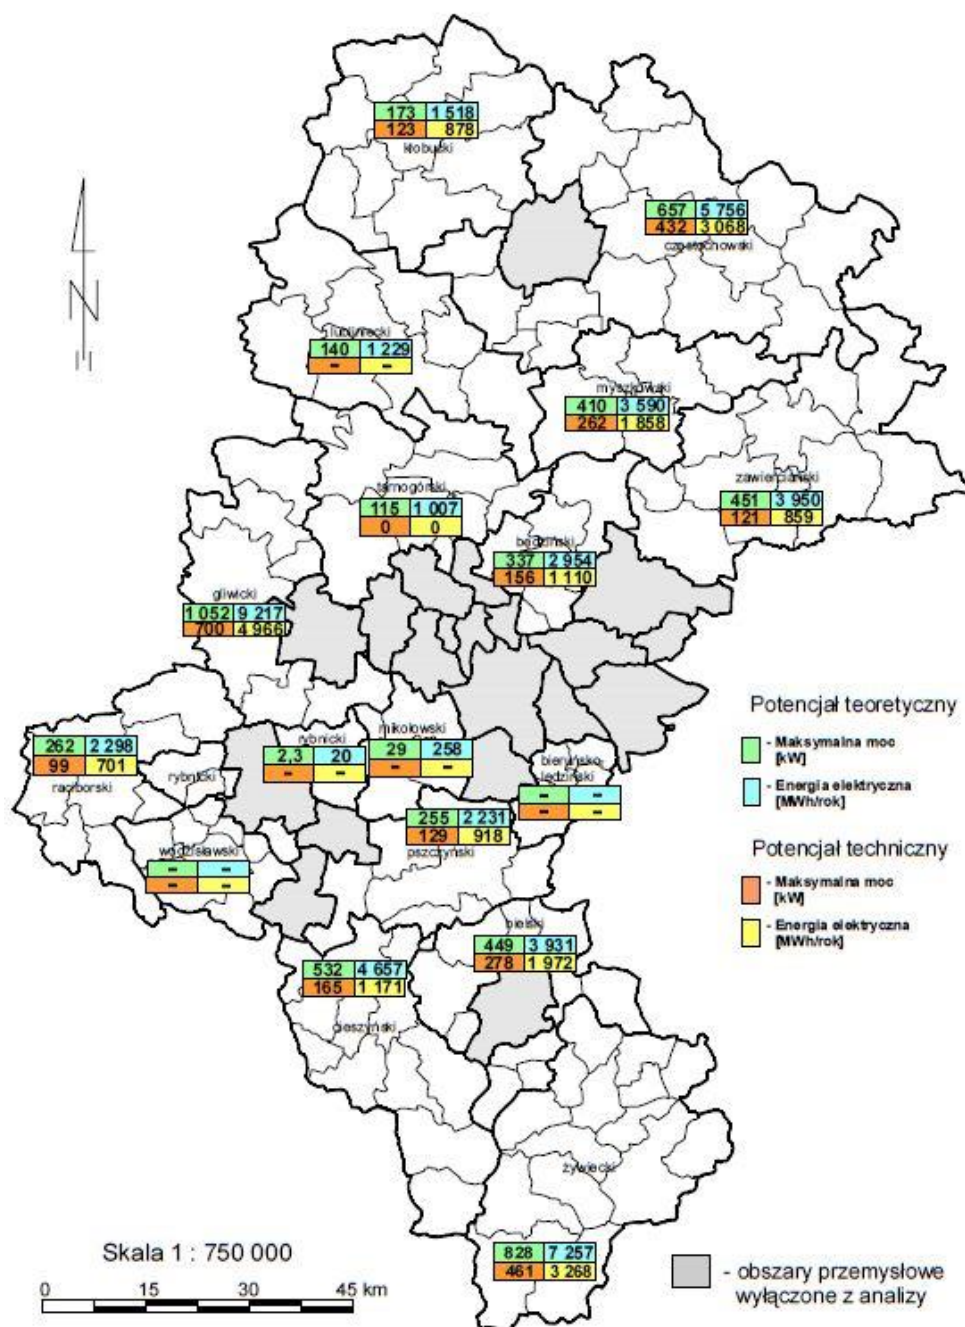 173 1 518
123 878
kłobucki
657 5 756
432 3 068
częstochowski
N
lubliniecki
140 1 229
- -
myszkowski
410 3 590
262 1 858
zawierciański
451 3 950
121 859
tarnogórski
115 1 007
0 0
będziński
337 2 954
156 1 110
gliwicki
1 052 9 217
700 4 966
Potencjał teoretyczny
- Maksymalna moc
[kW]
- Energia elektryczna
[MWh/rok]
Potencjał techniczny
- Maksymalna moc
[kW]
- Energia elektryczna
[MWh/rok]
262 2 298
99 701
raciborski
rybnicki
rybnicki
2,3 20
- -
mikołowski
29 258
- -
bieruńsko-
lędziński
- -
- -
255 2 231
129 918
pszczyński
wodzisławski
- -
- -
bielski
449 3 931
278 1 972
532 4 657
165 1 171
cieszyński
żywiecki
828 7 257
461 3 268
Skala 1 : 750 000
0 15 30 45 km
- obszary przemysłowe
wyłączone z analizy